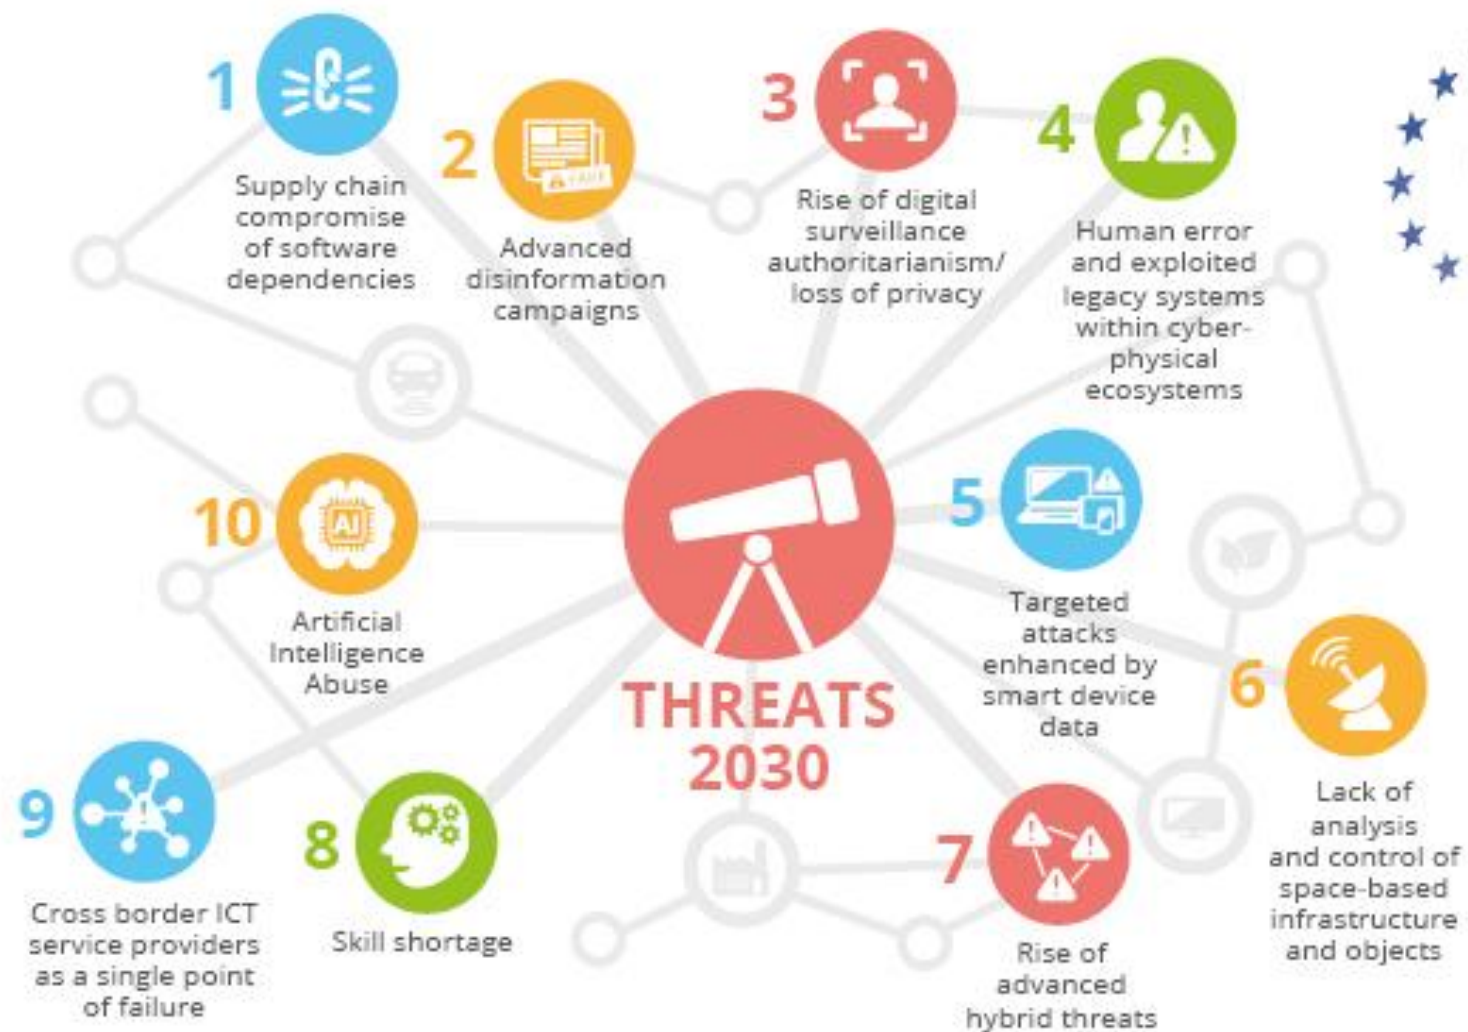 1
Supply chain
compromise
of software
dependencies
2
FAKE
Advanced
disinformation
campaigns
3
Rise of digital
surveillance
authoritarianism/
loss of privacy
4
Human error
and exploited
legacy systems
within cyber-
physical
ecosystems
5
Targeted
attacks
enhanced by
smart device
data
6
Lack of
analysis
and control of
space-based
infrastructure
and objects
7
Rise of
advanced
hybrid threats
8
Skill shortage
9
Cross border ICT
service providers
as a single point
of failure
10
AI
Artificial
Intelligence
Abuse
THREATS
2030